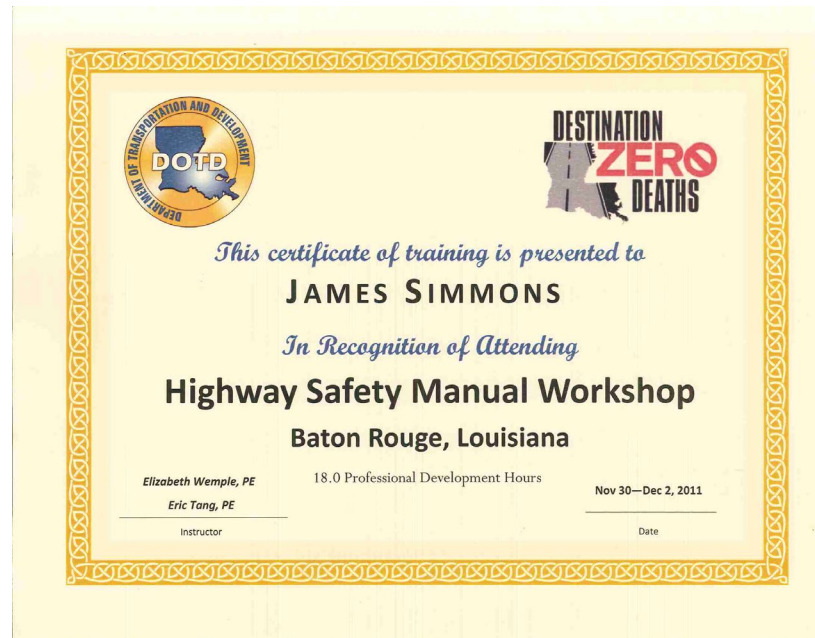 DEPARTMENT OF TRANSPORTATION AND DEVELOPMENT
DOTD
DESTINATION
ZERO
DEATHS
This certificate of training is presented to
JAMES SIMMONS
In Recognition of Attending
Highway Safety Manual Workshop
Baton Rouge, Louisiana
18.0 Professional Development Hours
Elizabeth Wemple, PE
Eric Tang, PE
Instructor
Nov 30—Dec 2, 2011
Date